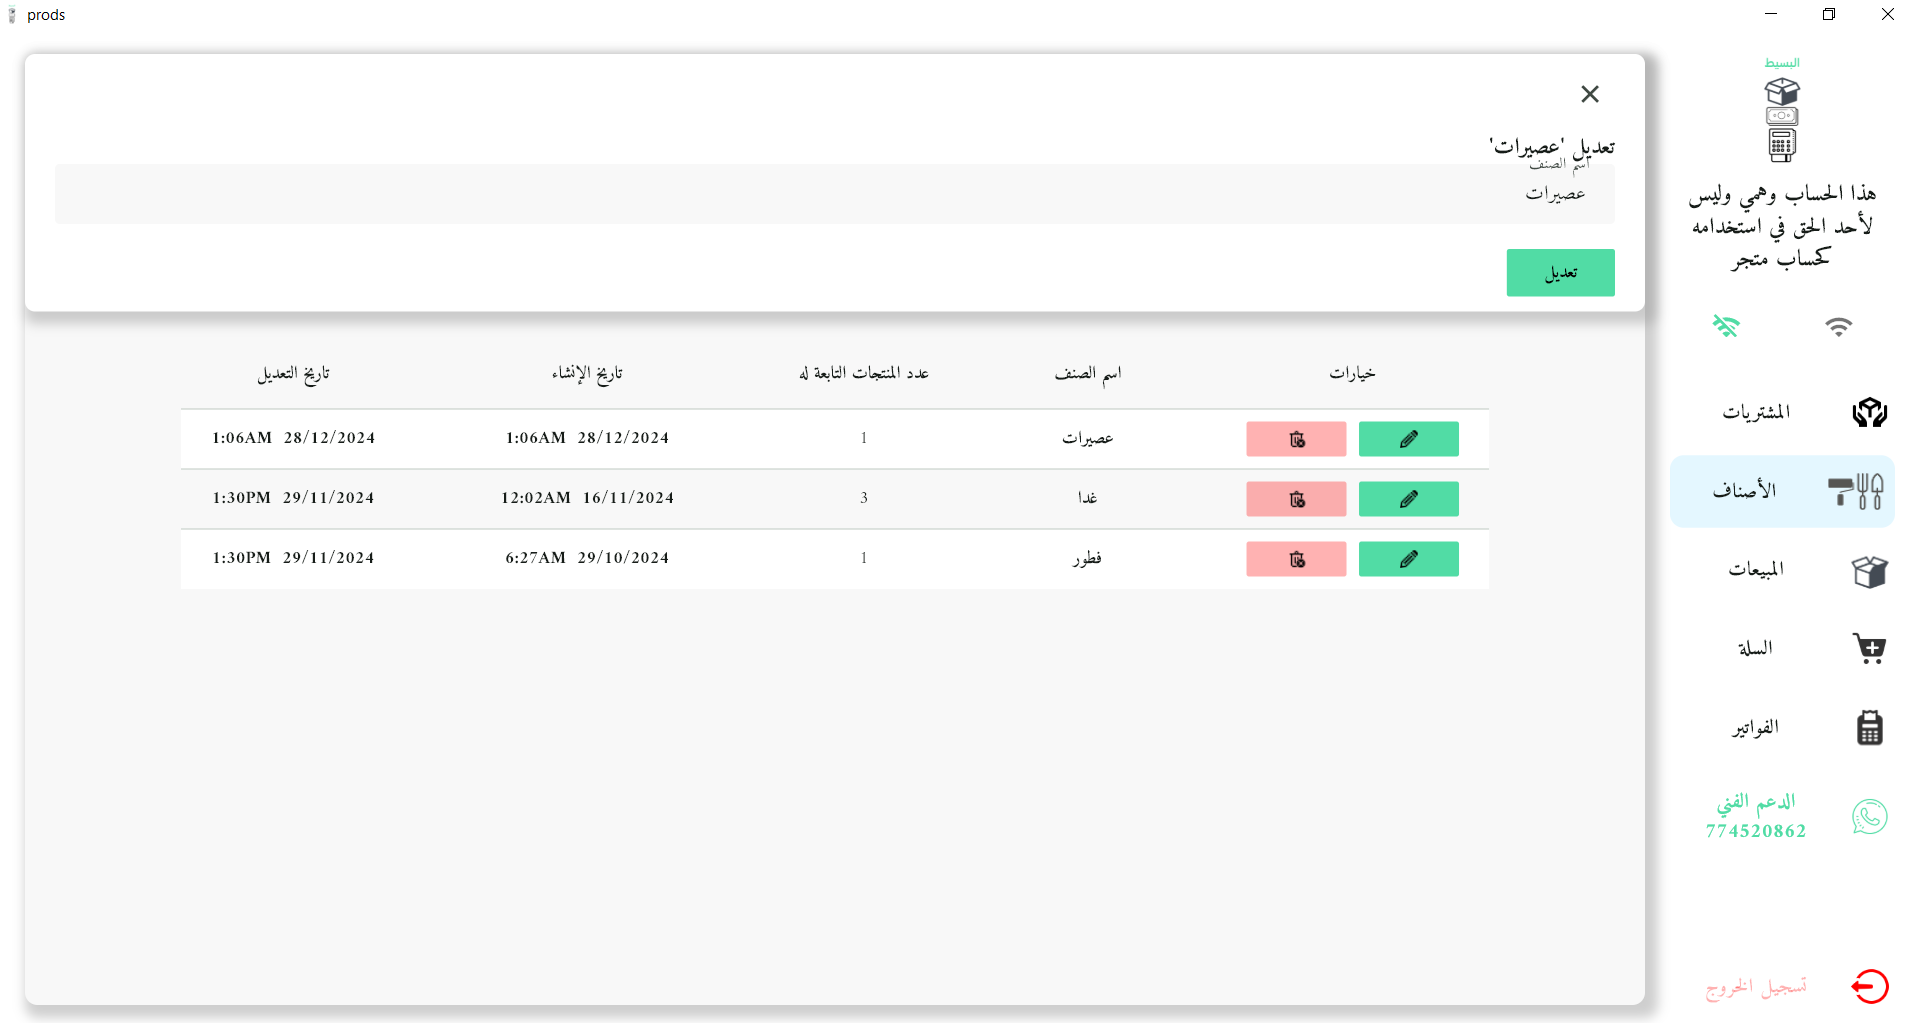 prods
البسيط
هذا الحساب وهمي وليس
لأحد الحق في استخدامه
كحساب متجر
المشتريات
الأصناف
المبيعات
السلة
الفواتير
الدعم الفني
774520862
تسجيل الخروج
تعديل 'عصيرات'
اسم الصنف
عصيرات
تعديل
خيارات اسم الصنف عدد المنتجات التابعة له تاريخ الإنشاء تاريخ التعديل
عصيرات 1 28/12/2024 1:06AM 28/12/2024 1:06AM
غدا 3 16/11/2024 12:02AM 29/11/2024 1:30PM
فطور 1 29/10/2024 6:27AM 29/11/2024 1:30PM